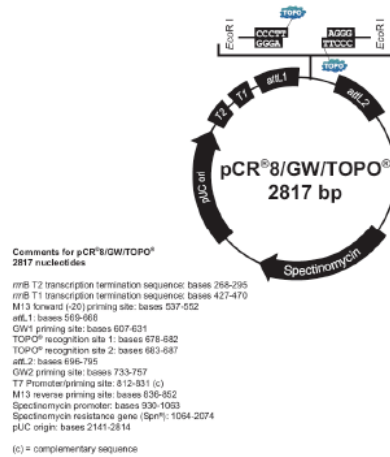 TOPO
EcoR I
CCCTT
GGGA
AGGG
TTCCC
EcoR I
TOPO
T2
T1
attL1
attL2
pUC ori
pCR®8/GW/TOPO®
2817 bp
Spectinomycin
Comments for pCR®8/GW/TOPO®
2817 nucleotides
rrnB T2 transcription termination sequence: bases 268-295
rrnB T1 transcription termination sequence: bases 427-470
M13 forward (-20) priming site: bases 537-552
attL1: bases 569-668
GW1 priming site: bases 607-631
TOPO® recognition site 1: bases 678-682
TOPO® recognition site 2: bases 683-687
attL2: bases 696-795
GW2 priming site: bases 733-757
T7 Promoter/priming site: 812-831 (c)
M13 reverse priming site: 836-852
Spectinomycin promoter: bases 930-1063
Spectinomycin resistance gene (Spnᴿ): 1064-2074
pUC origin: bases 2141-2814
(c) = complementary sequence